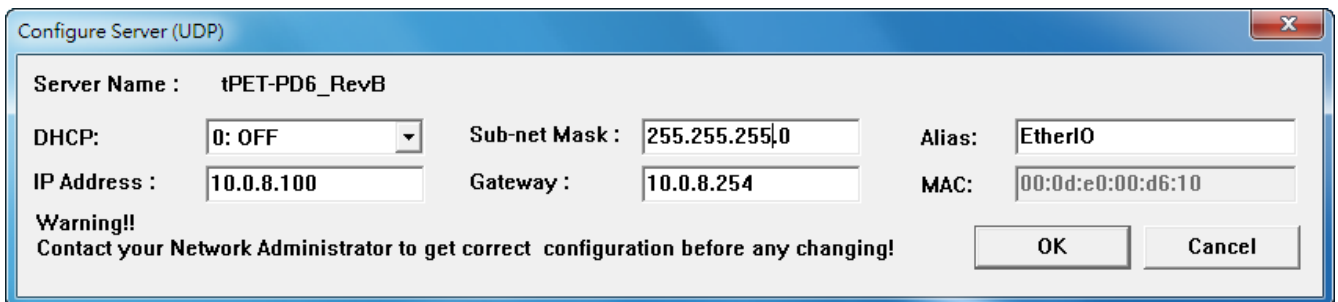 Configure Server (UDP)
Server Name : tPET-PD6_RevB
DHCP: 0: OFF Sub-net Mask : 255.255.255.0 Alias: EtherIO
IP Address : 10.0.8.100 Gateway : 10.0.8.254 MAC: 00:0d:e0:00:d6:10
Warning!!
Contact your Network Administrator to get correct configuration before any changing!
OK Cancel